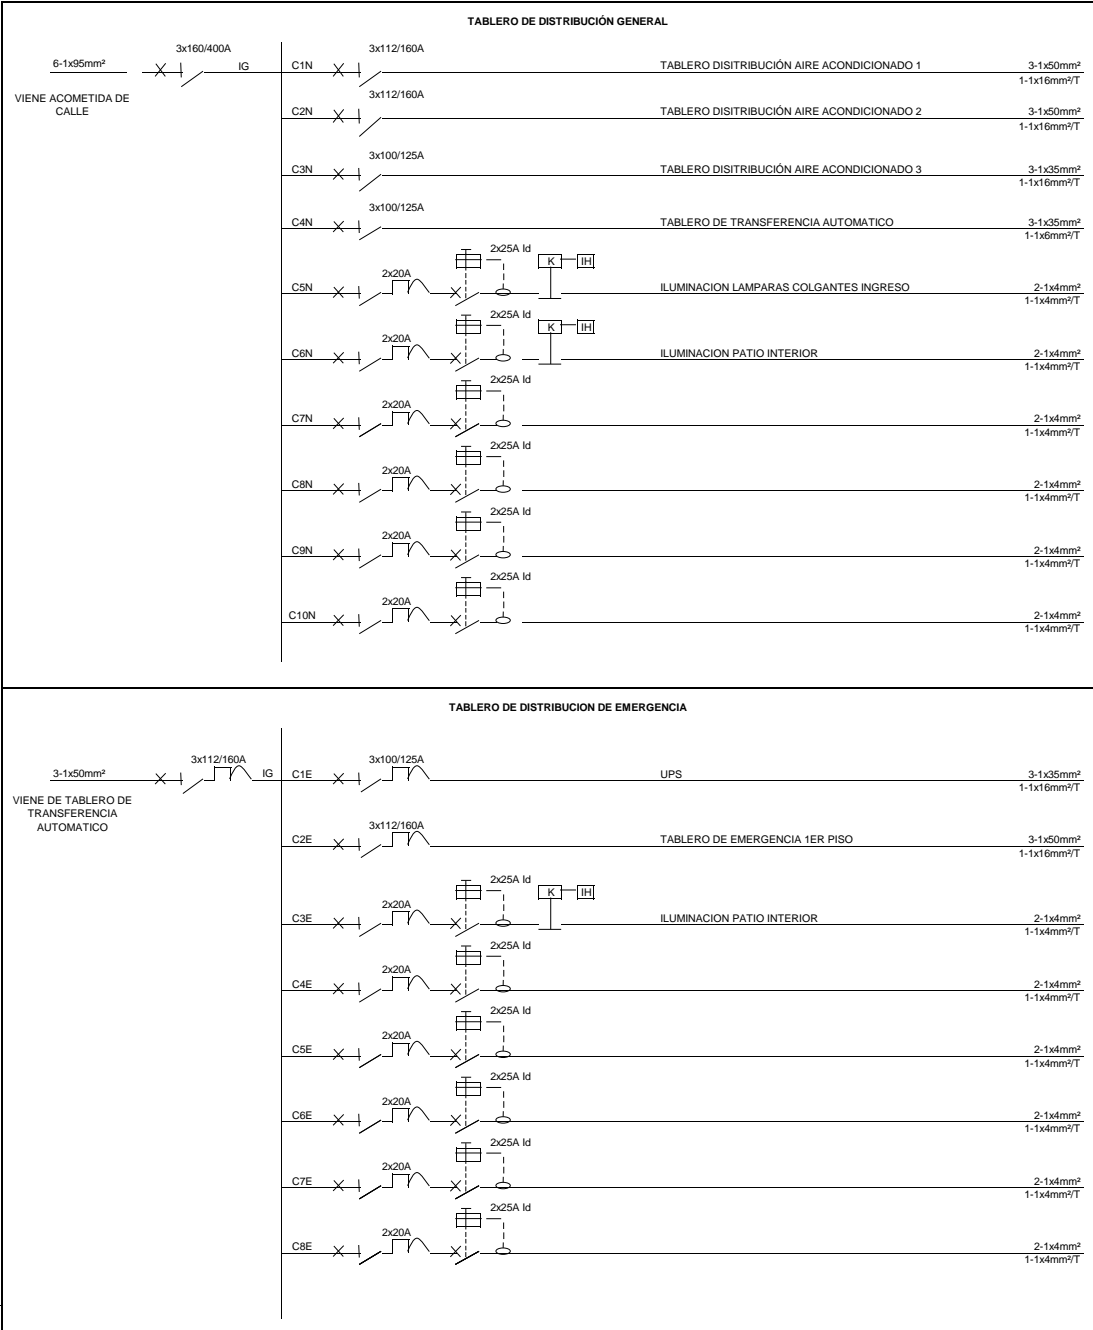 TABLERO DE DISTRIBUCIÓN GENERAL
6-1x95mm²
3x160/400A
IG
VIENE ACOMETIDA DE
CALLE
C1N
3x112/160A
TABLERO DISITRIBUCIÓN AIRE ACONDICIONADO 1
3-1x50mm²
1-1x16mm²/T
C2N
3x112/160A
TABLERO DISITRIBUCIÓN AIRE ACONDICIONADO 2
3-1x50mm²
1-1x16mm²/T
C3N
3x100/125A
TABLERO DISITRIBUCIÓN AIRE ACONDICIONADO 3
3-1x35mm²
1-1x16mm²/T
C4N
3x100/125A
TABLERO DE TRANSFERENCIA AUTOMATICO
3-1x35mm²
1-1x6mm²/T
C5N
2x20A
2x25A Id
K
IH
ILUMINACION LAMPARAS COLGANTES INGRESO
2-1x4mm²
1-1x4mm²/T
C6N
2x20A
2x25A Id
K
IH
ILUMINACION PATIO INTERIOR
2-1x4mm²
1-1x4mm²/T
C7N
2x20A
2x25A Id
2-1x4mm²
1-1x4mm²/T
C8N
2x20A
2x25A Id
2-1x4mm²
1-1x4mm²/T
C9N
2x20A
2x25A Id
2-1x4mm²
1-1x4mm²/T
C10N
2x20A
2x25A Id
2-1x4mm²
1-1x4mm²/T
TABLERO DE DISTRIBUCION DE EMERGENCIA
3-1x50mm²
3x112/160A
IG
VIENE DE TABLERO DE
TRANSFERENCIA
AUTOMATICO
C1E
3x100/125A
UPS
3-1x35mm²
1-1x16mm²/T
C2E
3x112/160A
TABLERO DE EMERGENCIA 1ER PISO
3-1x50mm²
1-1x16mm²/T
C3E
2x20A
2x25A Id
K
IH
ILUMINACION PATIO INTERIOR
2-1x4mm²
1-1x4mm²/T
C4E
2x20A
2x25A Id
2-1x4mm²
1-1x4mm²/T
C5E
2x20A
2x25A Id
2-1x4mm²
1-1x4mm²/T
C6E
2x20A
2x25A Id
2-1x4mm²
1-1x4mm²/T
C7E
2x20A
2x25A Id
2-1x4mm²
1-1x4mm²/T
C8E
2x20A
2x25A Id
2-1x4mm²
1-1x4mm²/T